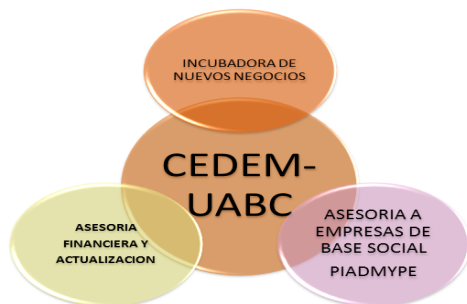 INCUBADORA DE
NUEVOS NEGOCIOS
CEDEM-
UABC
ASESORIA
FINANCIERA Y
ACTUALIZACION
ASESORIA A
EMPRESAS DE
BASE SOCIAL
PIADMYPE